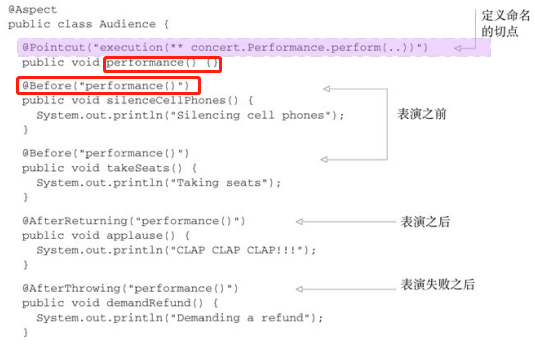 @Aspect
public class Audience {
@Pointcut("execution(** concert.Performance.perform(..))")
定义命名
的切点
public void performance() {}
@Before("performance()")
public void silenceCellPhones() {
System.out.println("Silencing cell phones");
}
表演之前
@Before("performance()")
public void takeSeats() {
System.out.println("Taking seats");
}
@AfterReturning("performance()")
表演之后
public void applause() {
System.out.println("CLAP CLAP CLAP!!!");
}
@AfterThrowing("performance()")
表演失败之后
public void demandRefund() {
System.out.println("Demanding a refund");
}